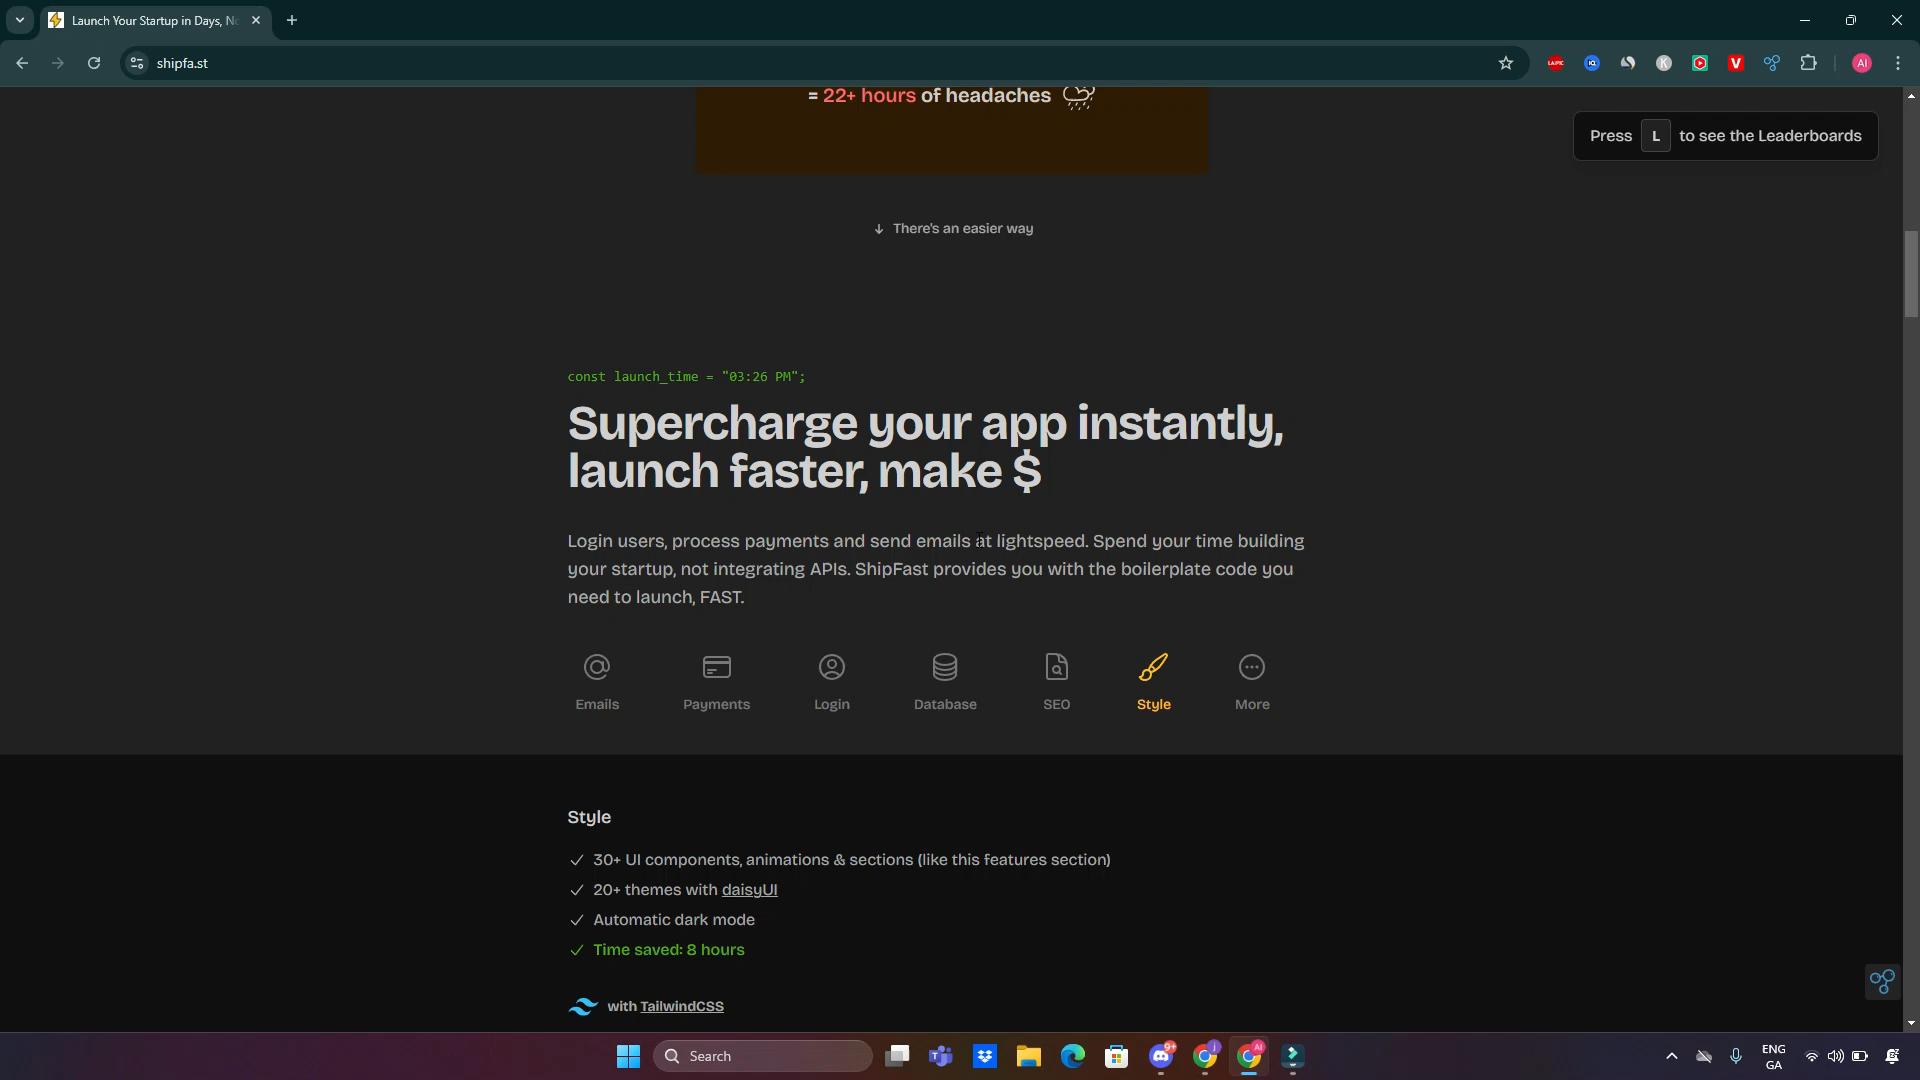 Launch Your Startup in Days, No
shipfa.st
= 22+ hours of headaches
Press L to see the Leaderboards
↓ There's an easier way
const launch_time = "03:26 PM";
Supercharge your app instantly,
launch faster, make $
Login users, process payments and send emails at lightspeed. Spend your time building
your startup, not integrating APIs. ShipFast provides you with the boilerplate code you
need to launch, FAST.
Emails Payments Login Database SEO Style More
Style
30+ UI components, animations & sections (like this features section)
20+ themes with daisyUI
Automatic dark mode
Time saved: 8 hours
with TailwindCSS
Search
ENG
GA